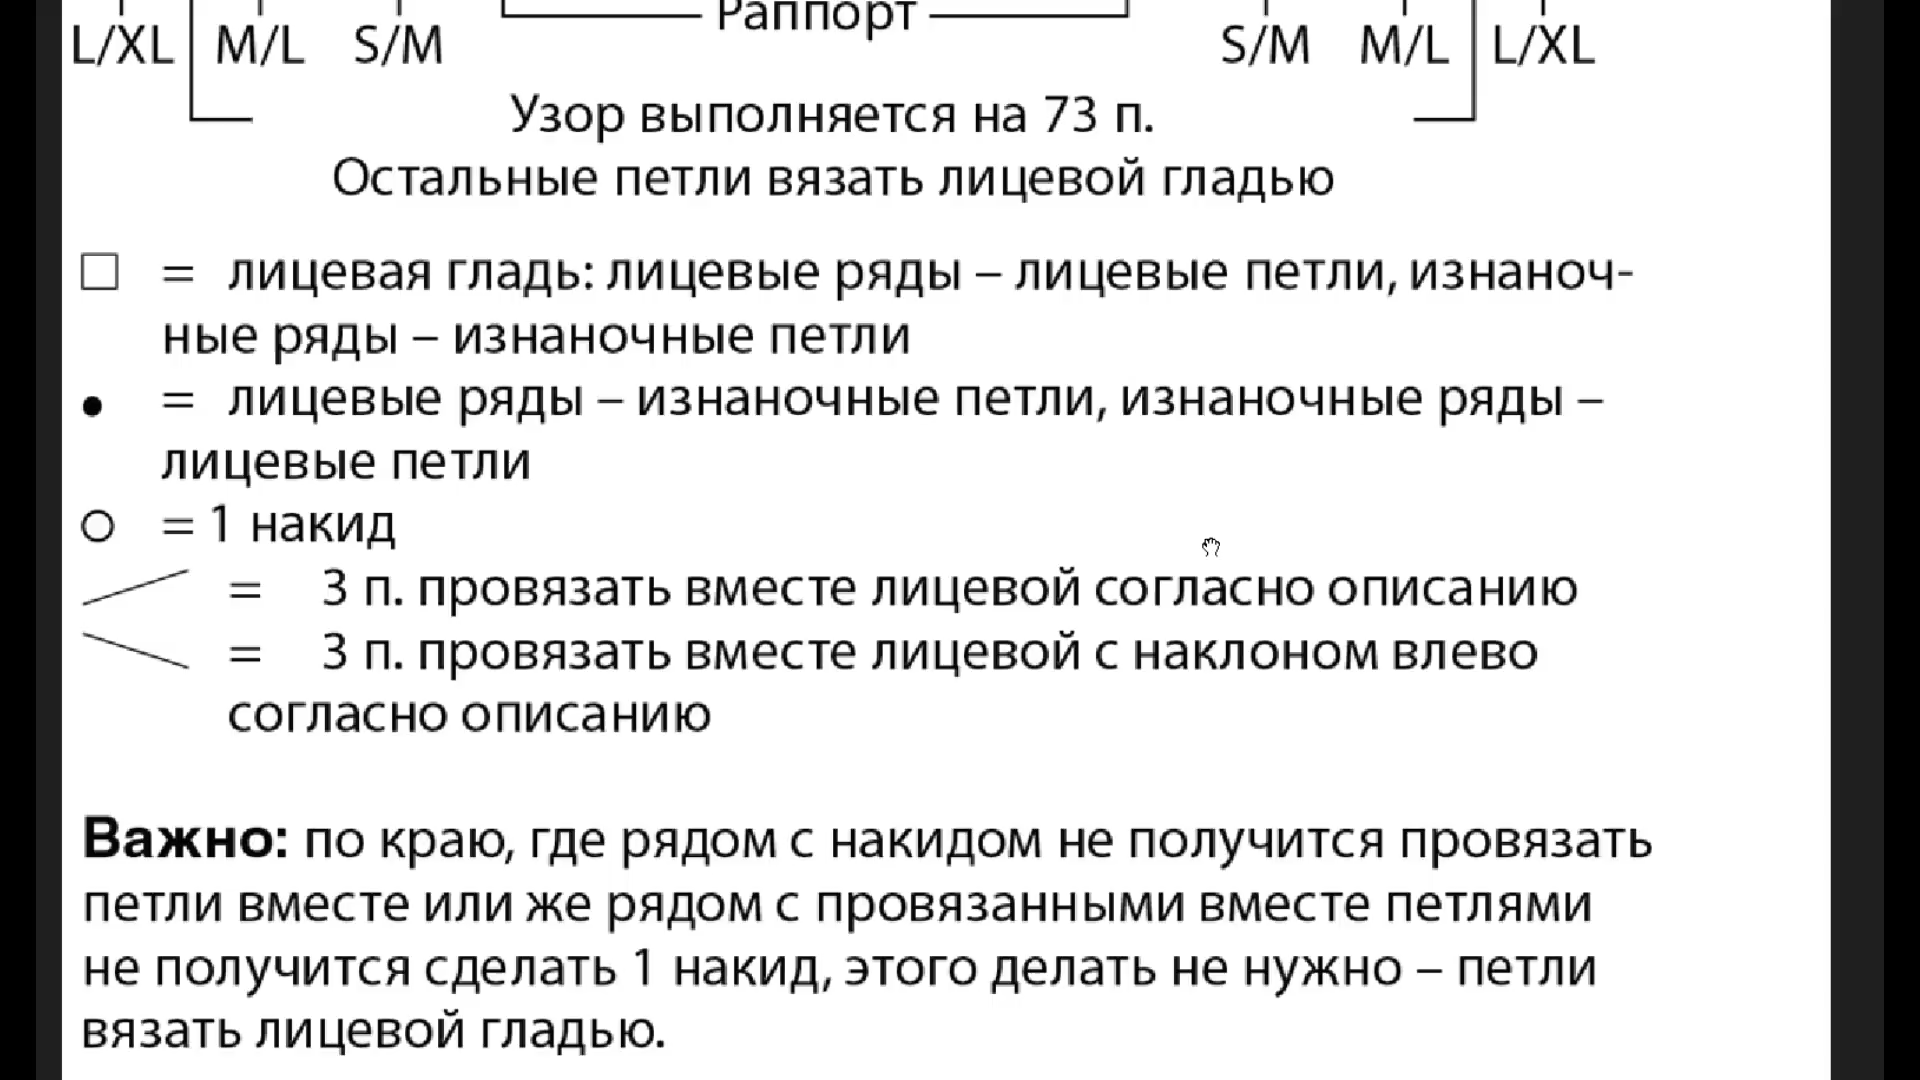 Раппорт
L/XL M/L S/M S/M M/L L/XL
Узор выполняется на 73 п.
Остальные петли вязать лицевой гладью
□ = лицевая гладь: лицевые ряды – лицевые петли, изнаноч-
ные ряды – изнаночные петли
● = лицевые ряды – изнаночные петли, изнаночные ряды –
лицевые петли
○ = 1 накид
= 3 п. провязать вместе лицевой согласно описанию
= 3 п. провязать вместе лицевой с наклоном влево
согласно описанию
Важно: по краю, где рядом с накидом не получится провязать
петли вместе или же рядом с провязанными вместе петлями
не получится сделать 1 накид, этого делать не нужно – петли
вязать лицевой гладью.